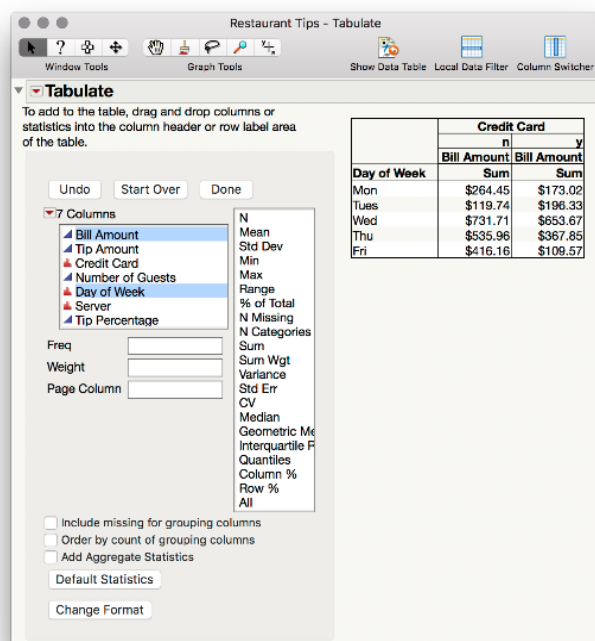 Restaurant Tips - Tabulate
Window Tools
Graph Tools
Show Data Table
Local Data Filter
Column Switcher
Tabulate
To add to the table, drag and drop columns or
statistics into the column header or row label area
of the table.
Undo
Start Over
Done
7 Columns
Bill Amount
Tip Amount
Credit Card
Number of Guests
Day of Week
Server
Tip Percentage
Freq
Weight
Page Column
N
Mean
Std Dev
Min
Max
Range
% of Total
N Missing
N Categories
Sum
Sum Wgt
Variance
Std Err
CV
Median
Geometric Me
Interquartile R
Quantiles
Column %
Row %
All
Include missing for grouping columns
Order by count of grouping columns
Add Aggregate Statistics
Default Statistics
Change Format
Credit Card
n y
Bill Amount Bill Amount
Day of Week Sum Sum
Mon $264.45 $173.02
Tues $119.74 $196.33
Wed $731.71 $653.67
Thu $535.96 $367.85
Fri $416.16 $109.57